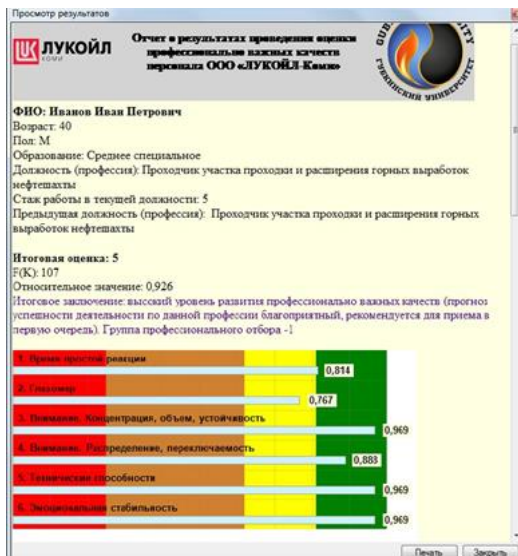 Просмотр результатов
ЛУКОЙЛ
КОМИ
Отчет о результатах проведения оценки
профессионально важных качеств
персонала ООО «ЛУКОЙЛ-Коми»
ГУБКИНСКИЙ УНИВЕРСИТЕТ
ФИО: Иванов Иван Петрович
Возраст: 40
Пол: М
Образование: Среднее специальное
Должность (профессия): Проходчик участка проходки и расширения горных выработок
нефтешахты
Стаж работы в текущей должности: 5
Предыдущая должность (профессия): Проходчик участка проходки и расширения горных
выработок нефтешахты
Итоговая оценка: 5
F(K): 107
Относительное значение: 0,926
Итоговое заключение: высокий уровень развития профессионально важных качеств (прогноз
успешности деятельности по данной профессии благоприятный, рекомендуется для приема в
первую очередь). Группа профессионального отбора -1
1. Время простой реакции
0,814
2. Глазомер
0,767
3. Внимание. Концентрация, объем, устойчивость
0,969
4. Внимание. Распределение, переключаемость
0,883
5. Технические способности
0,969
6. Эмоциональная стабильность
0,969
Печать Закрыть